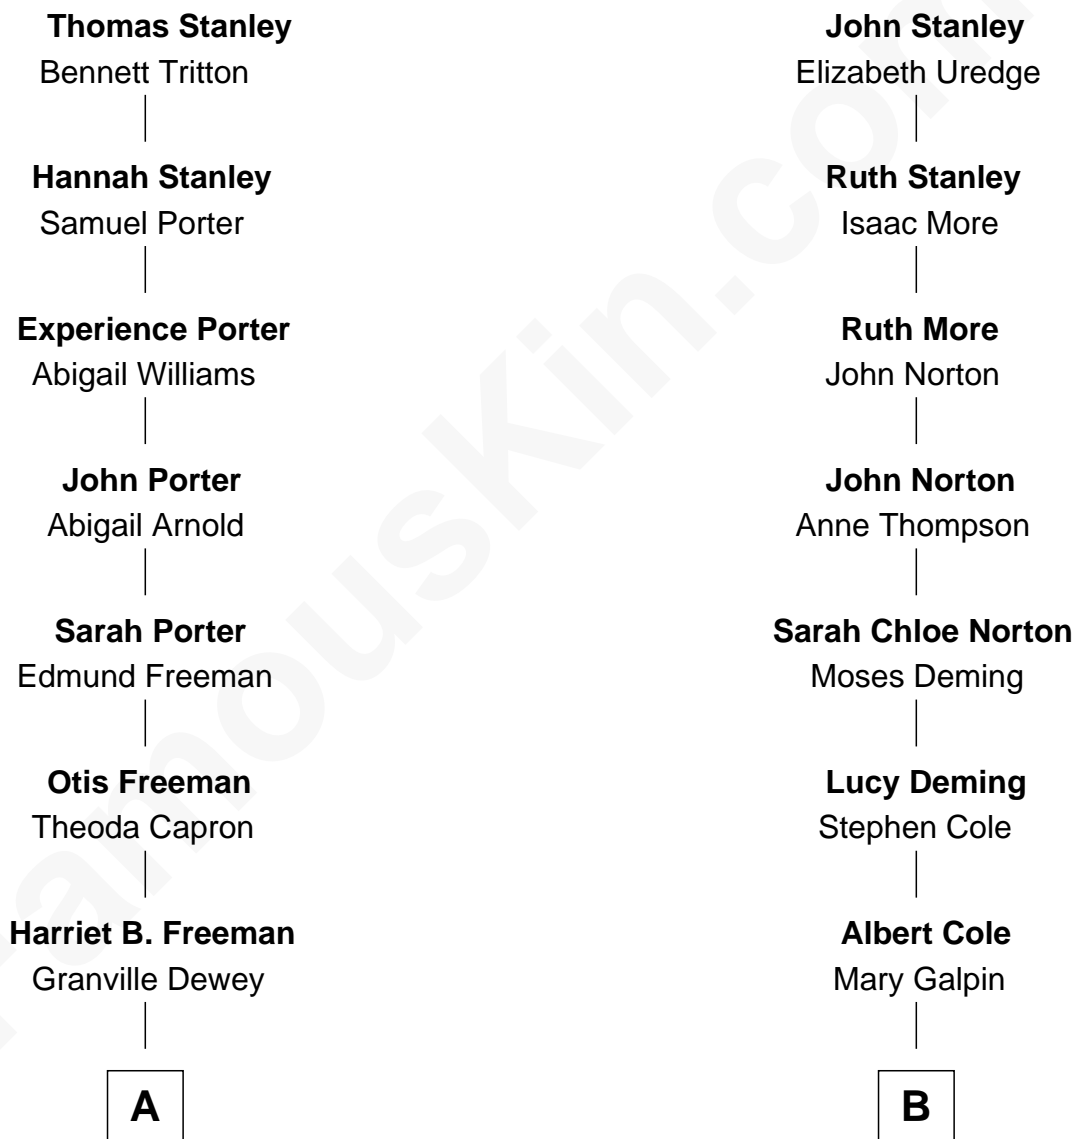 Thomas Stanley
Bennett Tritton
Hannah Stanley
Samuel Porter
Experience Porter
Abigail Williams
John Porter
Abigail Arnold
Sarah Porter
Edmund Freeman
Otis Freeman
Theoda Capron
Harriet B. Freeman
Granville Dewey
A
John Stanley
Elizabeth Uredge
Ruth Stanley
Isaac More
Ruth More
John Norton
John Norton
Anne Thompson
Sarah Chloe Norton
Moses Deming
Lucy Deming
Stephen Cole
Albert Cole
Mary Galpin
B
FamousKin.com